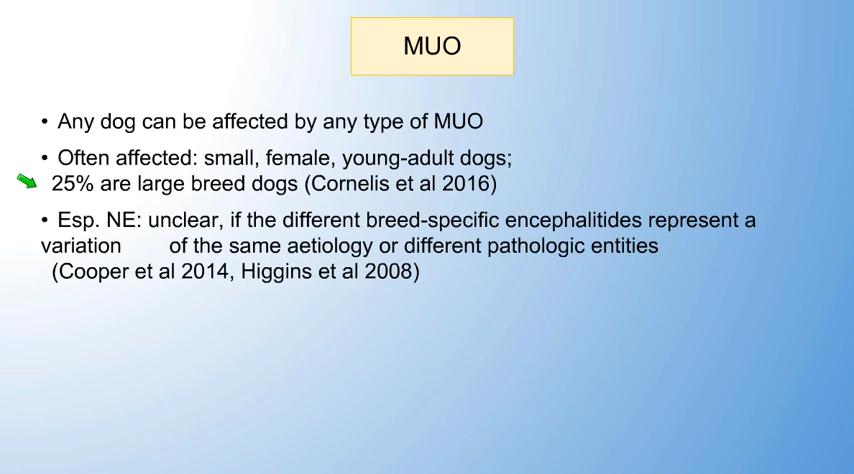 MUO
• Any dog can be affected by any type of MUO
• Often affected: small, female, young-adult dogs;
25% are large breed dogs (Cornelis et al 2016)
• Esp. NE: unclear, if the different breed-specific encephalitides represent a
variation of the same aetiology or different pathologic entities
(Cooper et al 2014, Higgins et al 2008)